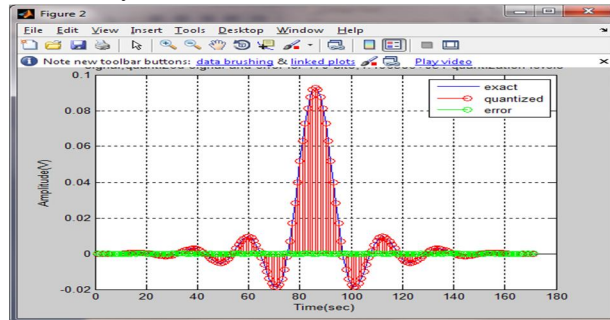 Figure 2
File Edit View Insert Tools Desktop Window Help
Note new toolbar buttons: data brushing & linked plots Play video
0.1
exact
quantized
error
0.08
0.06
0.04
0.02
0
-0.02
Amplitude(V)
0 20 40 60 80 100 120 140 160 180
Time(sec)